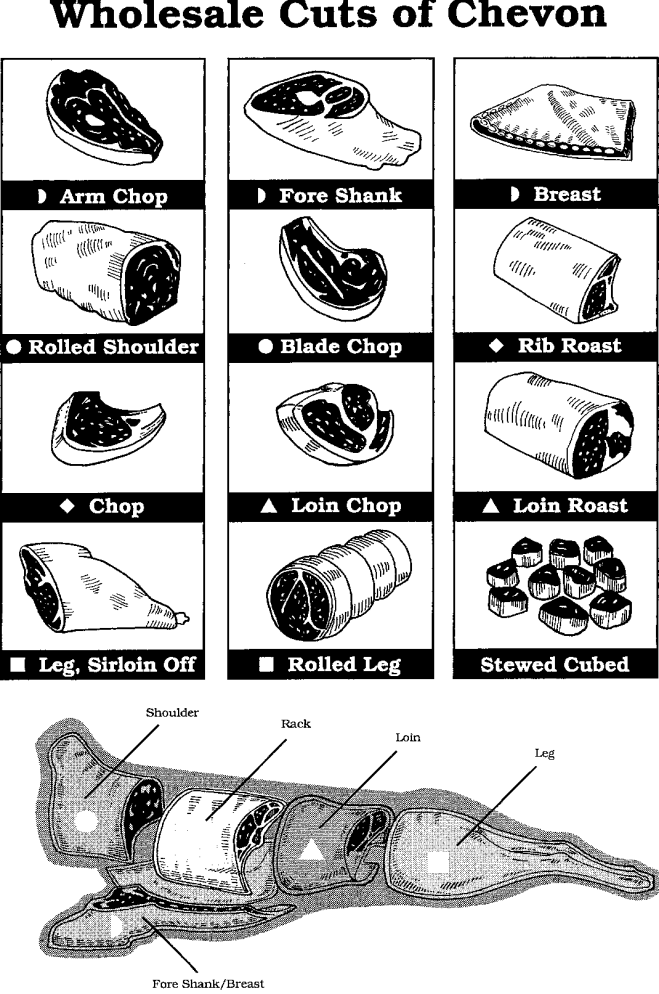 Wholesale Cuts of Chevon
Arm Chop
Fore Shank
Breast
Rolled Shoulder
Blade Chop
Rib Roast
Chop
Loin Chop
Loin Roast
Leg, Sirloin Off
Rolled Leg
Stewed Cubed
Shoulder
Rack
Loin
Leg
Fore Shank/Breast